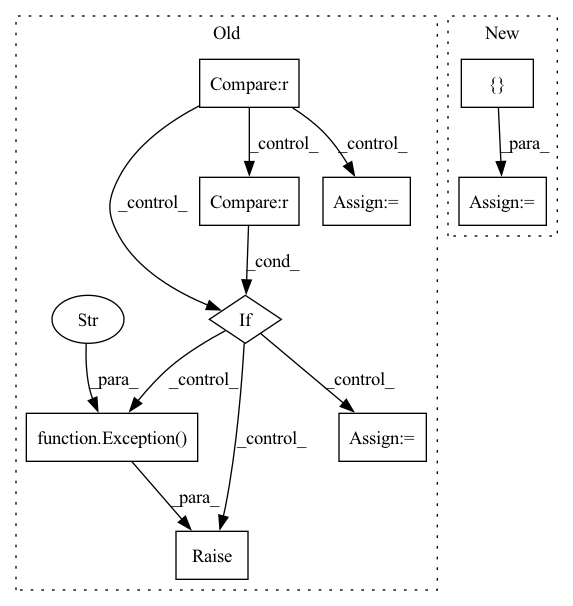 Old
New
Compare:r
{}
_control_
_control_
_para_
_control_
Compare:r
Assign:=
Assign:=
_cond_
Str
If
_para_
_control_
_control_
function.Exception()
_control_
Assign:=
_para_
Raise